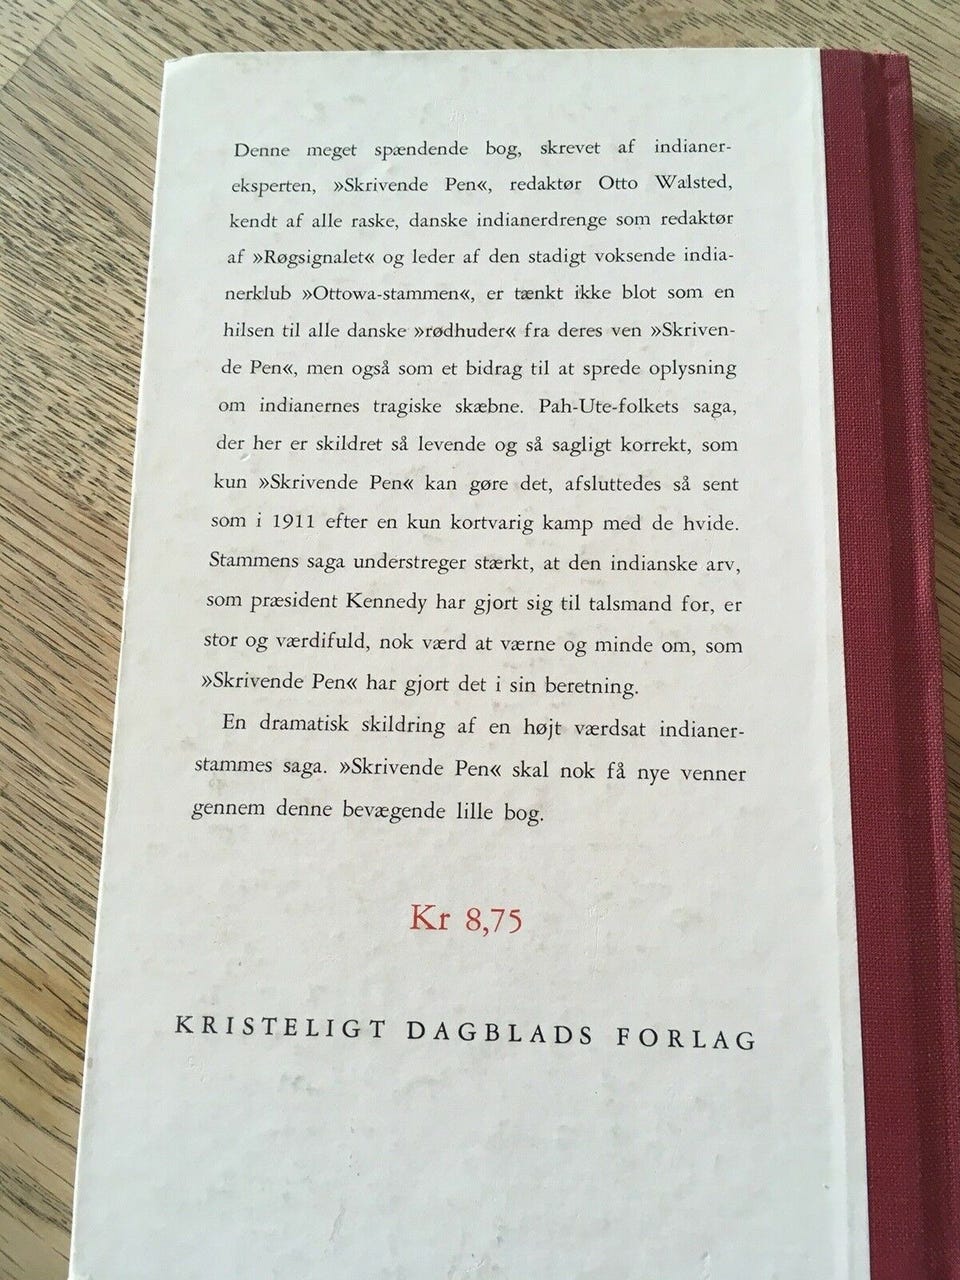 Denne meget spændende bog, skrevet af indianer-
eksperten, »Skrivende Pen«, redaktør Otto Walsted,
kendt af alle raske, danske indianerdrenge som redaktør
af »Røgsignalet« og leder af den stadigt voksende india-
nerklub »Ottowa-stammen«, er tænkt ikke blot som en
hilsen til alle danske »rødhuder« fra deres ven »Skriven-
de Pen«, men også som et bidrag til at sprede oplysning
om indianernes tragiske skæbne. Pah-Ute-folkets saga,
der her er skildret så levende og så sagligt korrekt, som
kun »Skrivende Pen« kan gøre det, afsluttedes så sent
som i 1911 efter en kun kortvarig kamp med de hvide.
Stammens saga understreger stærkt, at den indianske arv,
som præsident Kennedy har gjort sig til talsmand for, er
stor og værdifuld, nok værd at værne og minde om, som
»Skrivende Pen« har gjort det i sin beretning.
En dramatisk skildring af en højt værdsat indianer-
stammes saga. »Skrivende Pen« skal nok få nye venner
gennem denne bevægende lille bog.
Kr 8,75
KRISTELIGT DAGBLADS FORLAG